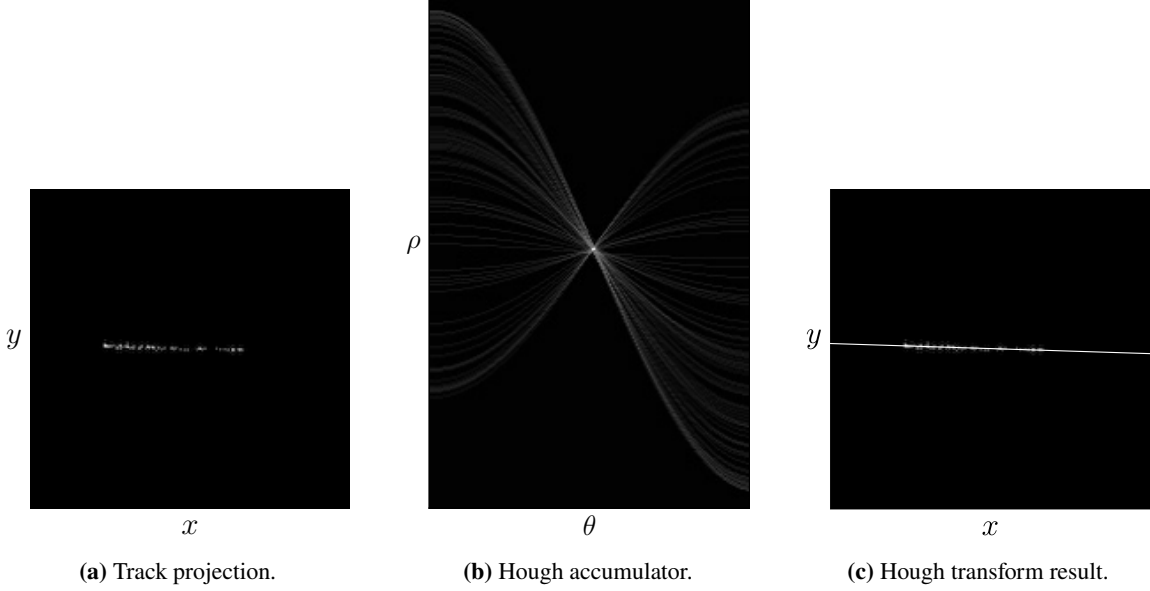 ρ
y
y
x
θ
x
(a) Track projection.
(b) Hough accumulator.
(c) Hough transform result.